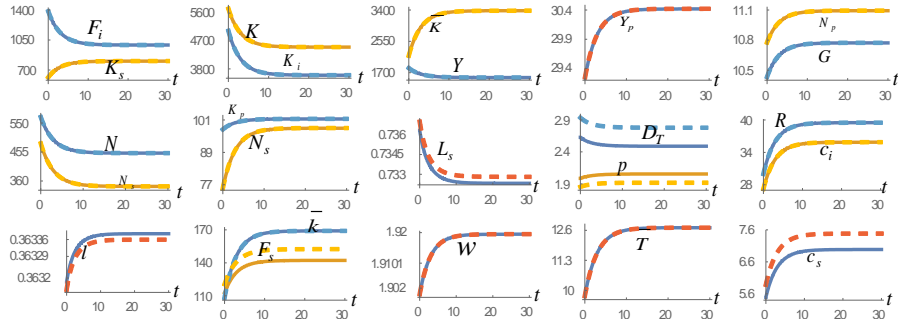 1400 F_i
1050
700 K_s
0 10 20 30 t
5600 K
4700
3800 K_i
0 10 20 30 t
3400 K̅
1700 Y
0 10 20 30 t
30.4 Y_p
29.8
29.2
0 10 20 30 t
11.1 N_p
10.8
10.5 G
0 10 20 30 t
550
460 N
360
0 10 20 30 t
K_p
101
89 N_s
77
0 10 20 30 t
0.736
0.7345 L_s
0.733
0 10 20 30 t
2.9 D_T
2.4 p
1.9
0 10 20 30 t
40 R
34 c_i
28
0 10 20 30 t
0.36336
0.36329 l
0.3632
0 10 20 30 t
170 k̅
140 F_s
110
0 10 20 30 t
1.92
1.9101 W
1.902
0 10 20 30 t
12.6 T̅
11.3
10
0 10 20 30 t
7.6
6.6 c_s
5.6
0 10 20 30 t